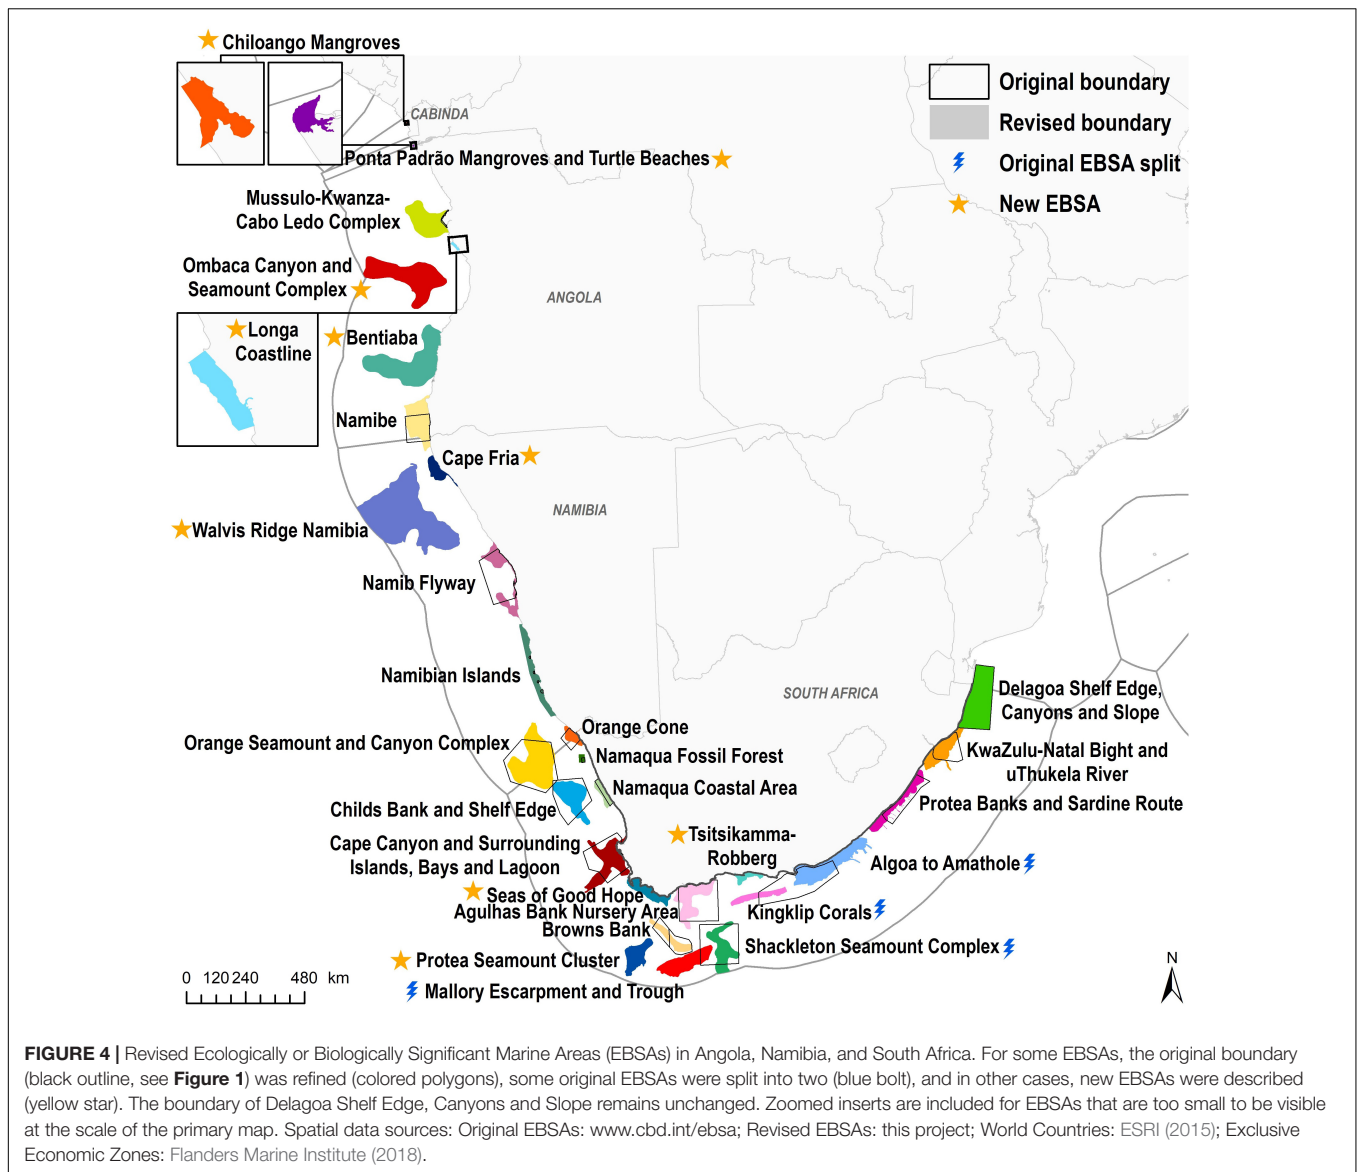 Chiloango Mangroves
CABINDA
Ponta Padrão Mangroves and Turtle Beaches
Original boundary
Revised boundary
Original EBSA split
New EBSA
Mussulo-Kwanza-
Cabo Ledo Complex
Ombaca Canyon and
Seamount Complex
ANGOLA
Longa
Coastline
Bentiaba
Namibe
Cape Fria
NAMIBIA
Walvis Ridge Namibia
Namib Flyway
Namibian Islands
SOUTH AFRICA
Delagoa Shelf Edge,
Canyons and Slope
Orange Cone
Orange Seamount and Canyon Complex
Namaqua Fossil Forest
KwaZulu-Natal Bight and
uThukela River
Namaqua Coastal Area
Childs Bank and Shelf Edge
Protea Banks and Sardine Route
Cape Canyon and Surrounding
Islands, Bays and Lagoon
Tsitsikamma-
Robberg
Algoa to Amathole
Seas of Good Hope
Agulhas Bank Nursery Area
Kingklip Corals
Browns Bank
Shackleton Seamount Complex
Protea Seamount Cluster
Mallory Escarpment and Trough
0 120 240 480 km
N
FIGURE 4 | Revised Ecologically or Biologically Significant Marine Areas (EBSAs) in Angola, Namibia, and South Africa. For some EBSAs, the original boundary
(black outline, see Figure 1) was refined (colored polygons), some original EBSAs were split into two (blue bolt), and in other cases, new EBSAs were described
(yellow star). The boundary of Delagoa Shelf Edge, Canyons and Slope remains unchanged. Zoomed inserts are included for EBSAs that are too small to be visible
at the scale of the primary map. Spatial data sources: Original EBSAs: www.cbd.int/ebsa; Revised EBSAs: this project; World Countries: ESRI (2015); Exclusive
Economic Zones: Flanders Marine Institute (2018).